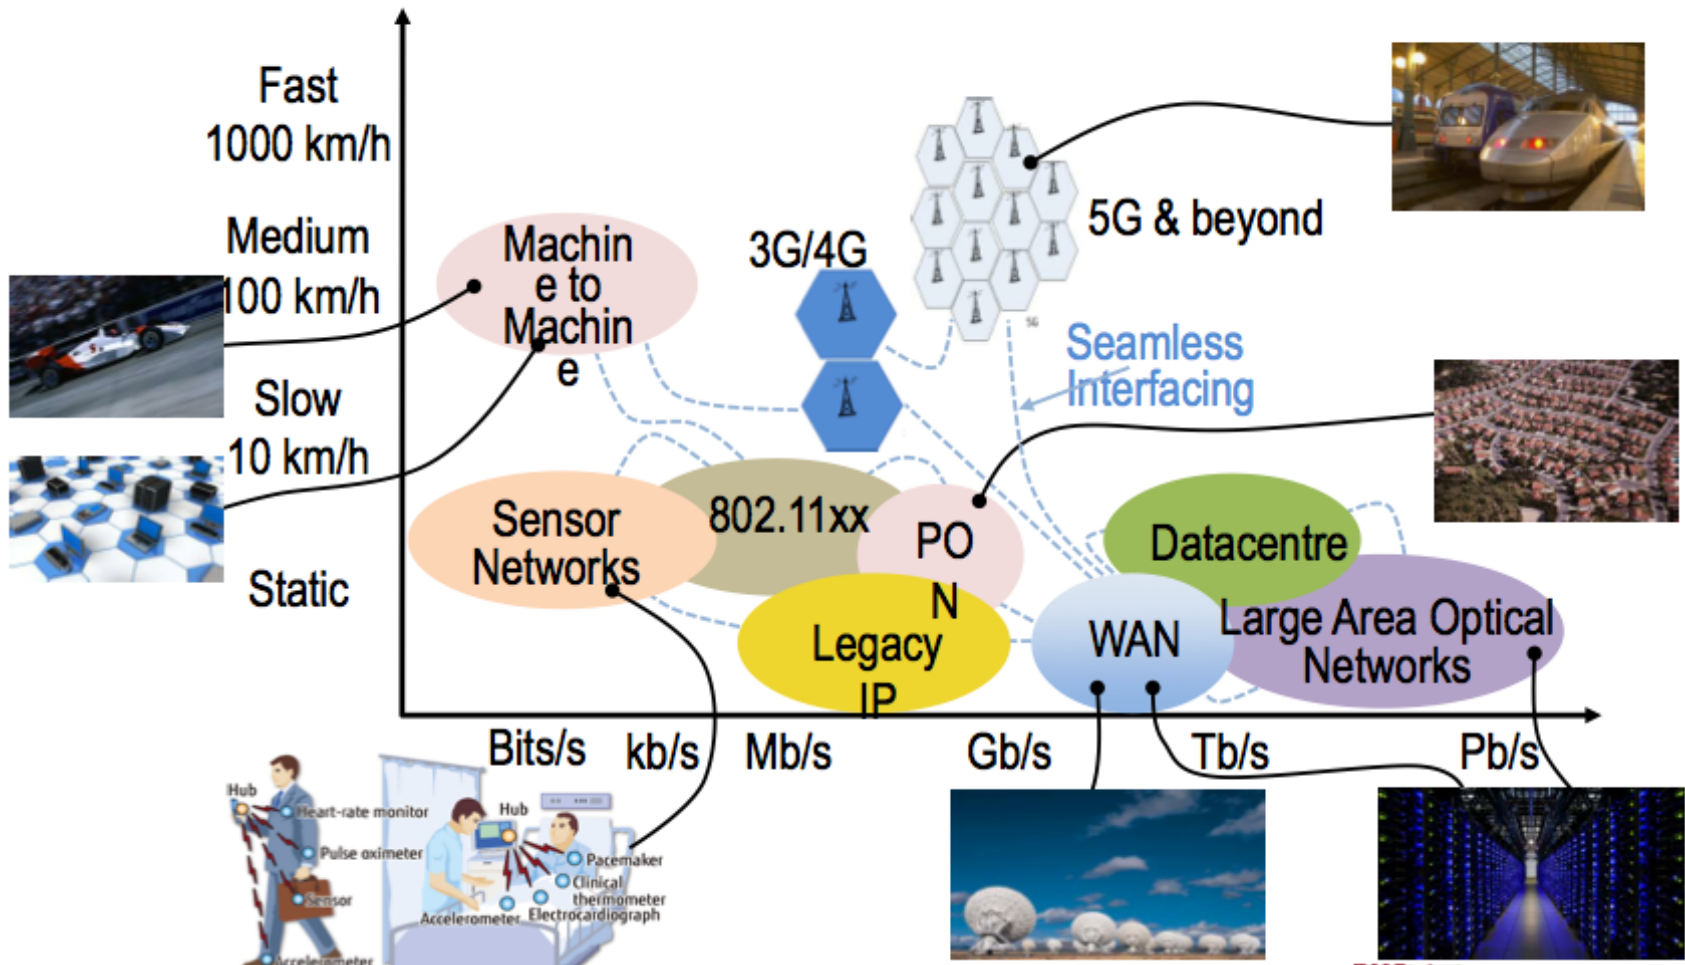 Fast
1000 km/h
Medium
100 km/h
Slow
10 km/h
Static
Machin
e to
Machin
e
3G/4G
5G & beyond
5G
Seamless
Interfacing
Sensor
Networks
802.11xx
PO
N
Legacy
IP
WAN
Datacentre
Large Area Optical
Networks
Bits/s
kb/s
Mb/s
Gb/s
Tb/s
Pb/s
Hub
Heart-rate monitor
Pulse oximeter
Sensor
Accelerometer
Hub
Pacemaker
Clinical
thermometer
Accelerometer
Electrocardiograph